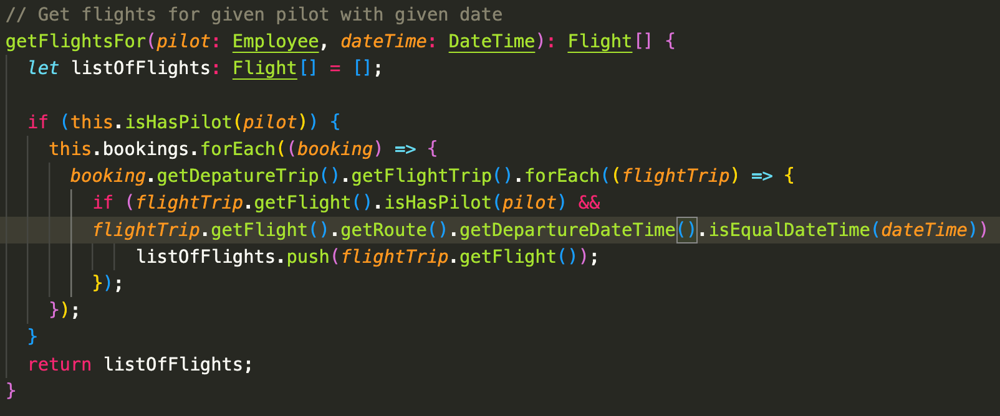 // Get flights for given pilot with given date
getFlightsFor(pilot: Employee, dateTime: DateTime): Flight[] {
let listOfFlights: Flight[] = [];
if (this.isHasPilot(pilot)) {
this.bookings.forEach((booking) => {
booking.getDepatureTrip().getFlightTrip().forEach((flightTrip) => {
if (flightTrip.getFlight().isHasPilot(pilot) &&
flightTrip.getFlight().getRoute().getDepartureDateTime().isEqualDateTime(dateTime))
listOfFlights.push(flightTrip.getFlight());
});
});
}
return listOfFlights;
}